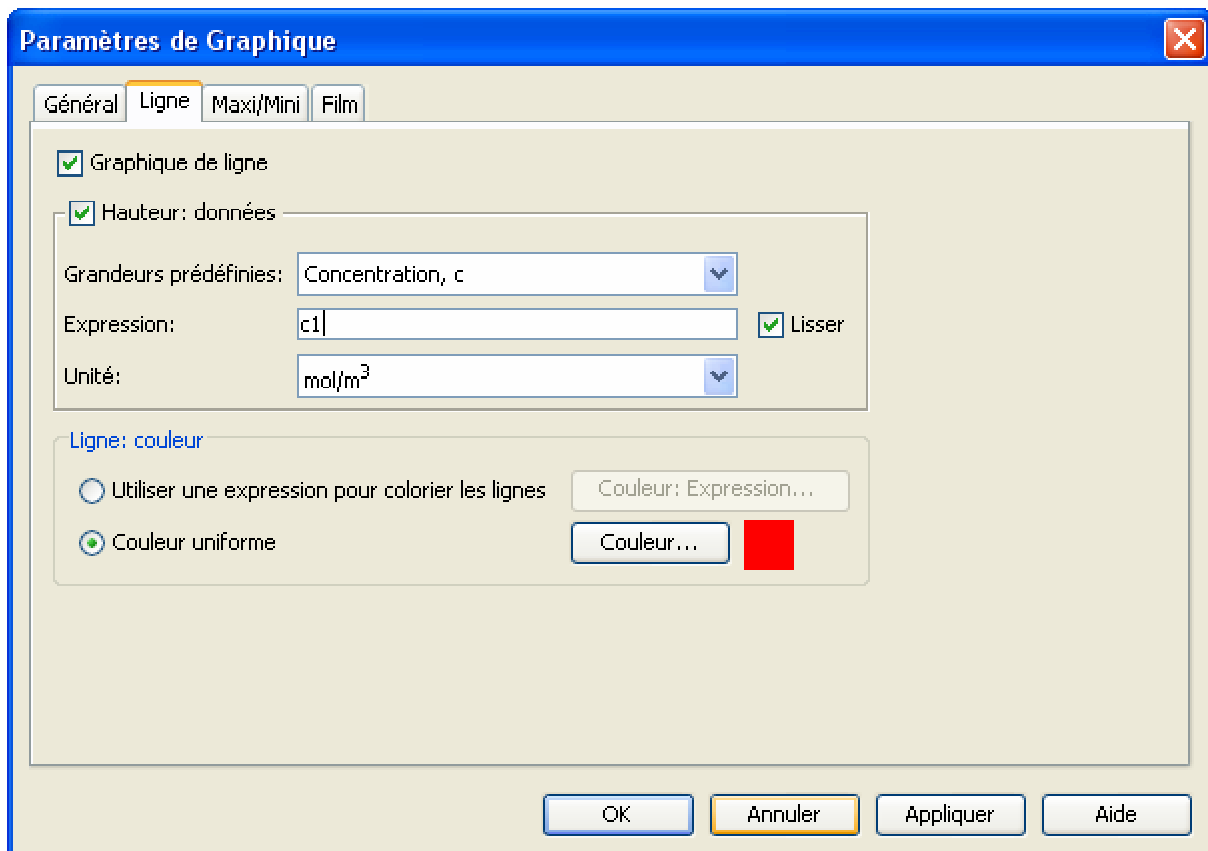 Paramètres de Graphique
Général Ligne Maxi/Mini Film
Graphique de ligne
Hauteur: données
Grandeurs prédéfinies: Concentration, c
Expression: c1 Lisser
Unité: mol/m³
Ligne: couleur
Utiliser une expression pour colorier les lignes Couleur: Expression...
Couleur uniforme Couleur...
OK Annuler Appliquer Aide